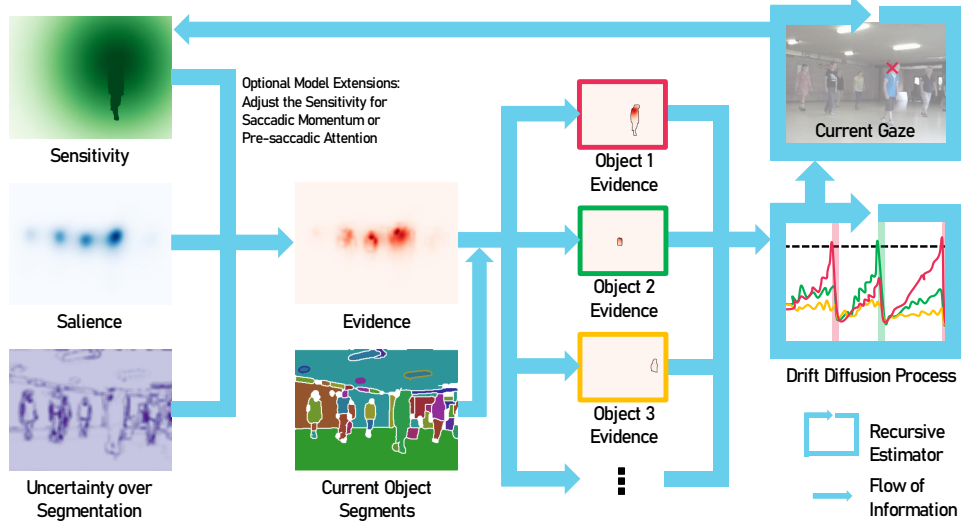 Optional Model Extensions:
Adjust the Sensitivity for
Saccadic Momentum or
Pre-saccadic Attention
Sensitivity
Salience
Uncertainty over
Segmentation
Evidence
Current Object
Segments
Object 1
Evidence
Object 2
Evidence
Object 3
Evidence
Current Gaze
Drift Diffusion Process
Recursive
Estimator
Flow of
Information